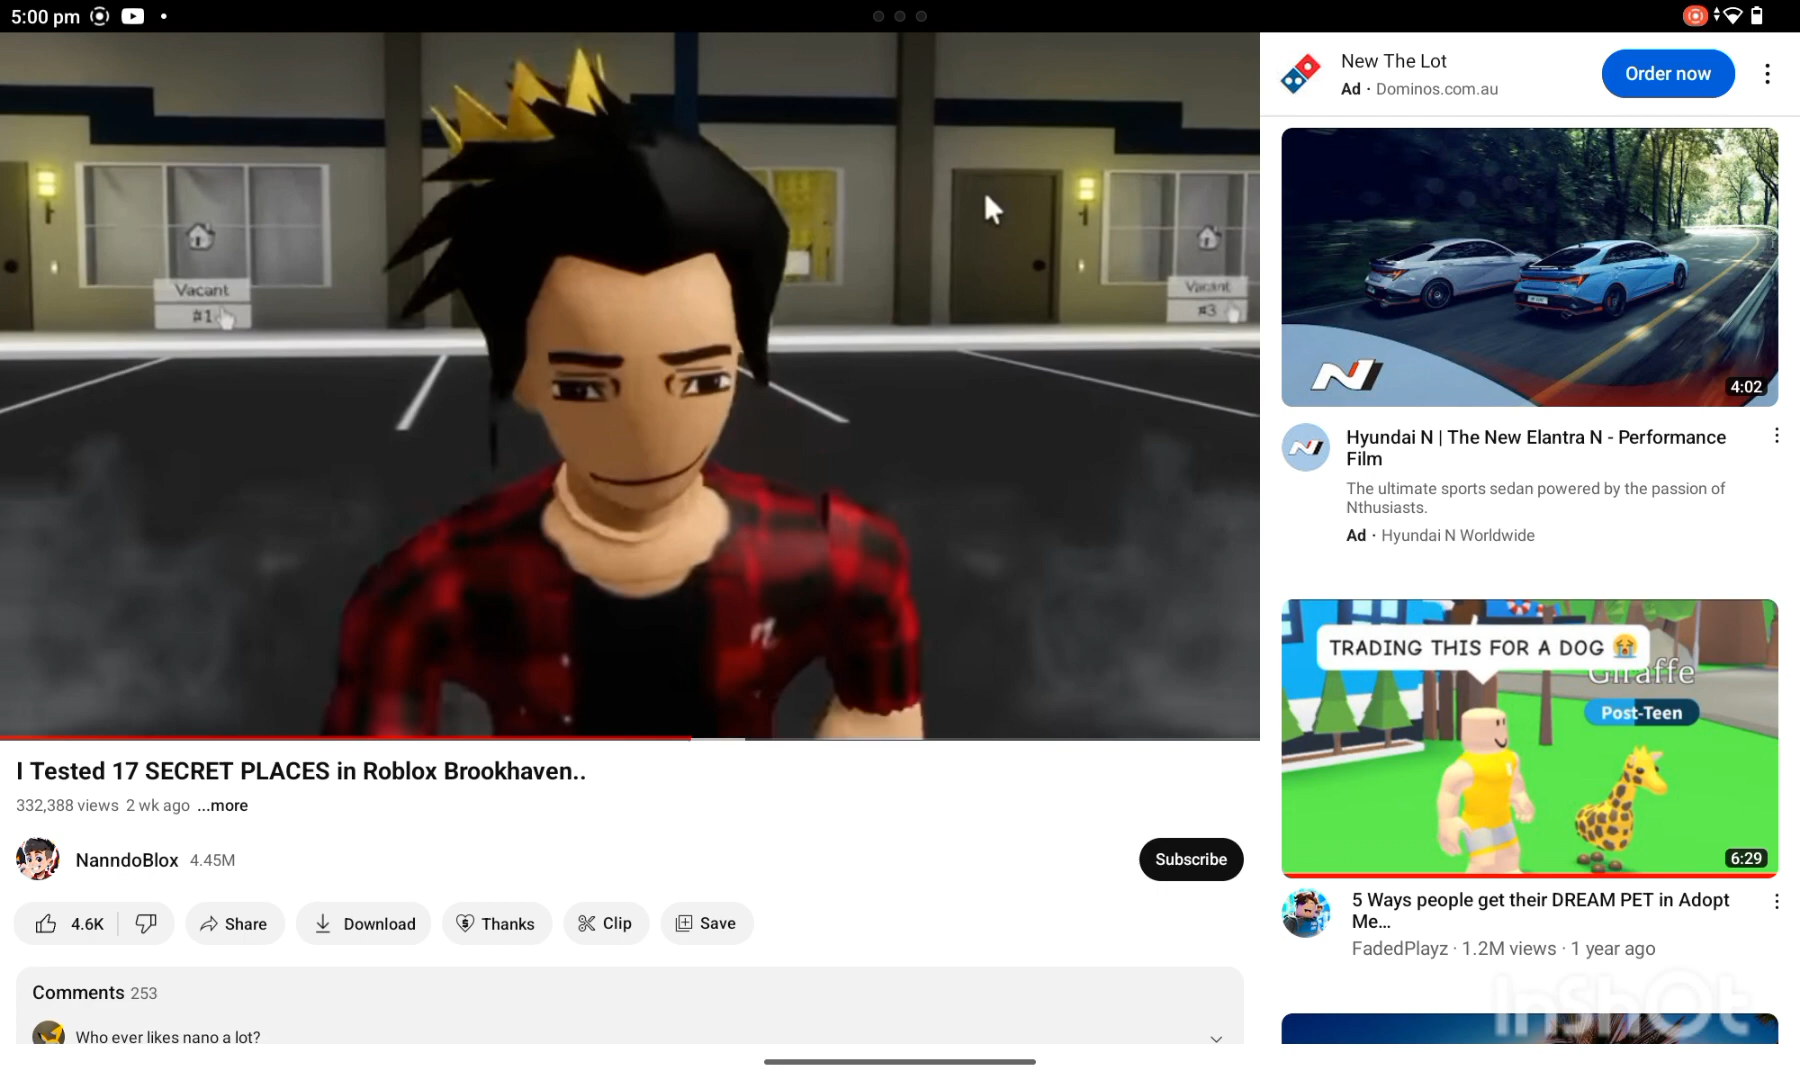 5:00 pm
Vacant
#1
Vacant
#3
I Tested 17 SECRET PLACES in Roblox Brookhaven..
332,388 views 2 wk ago ...more
NanndoBlox 4.45M
Subscribe
4.6K
Share
Download
Thanks
Clip
Save
Comments 253
Who ever likes nano a lot?
New The Lot
Ad · Dominos.com.au
Order now
N
4:02
Hyundai N | The New Elantra N - Performance
Film
The ultimate sports sedan powered by the passion of
Nthusiasts.
Ad · Hyundai N Worldwide
TRADING THIS FOR A DOG 😭
Giraffe
Post-Teen
6:29
5 Ways people get their DREAM PET in Adopt
Me...
FadedPlayz · 1.2M views · 1 year ago
InShOt